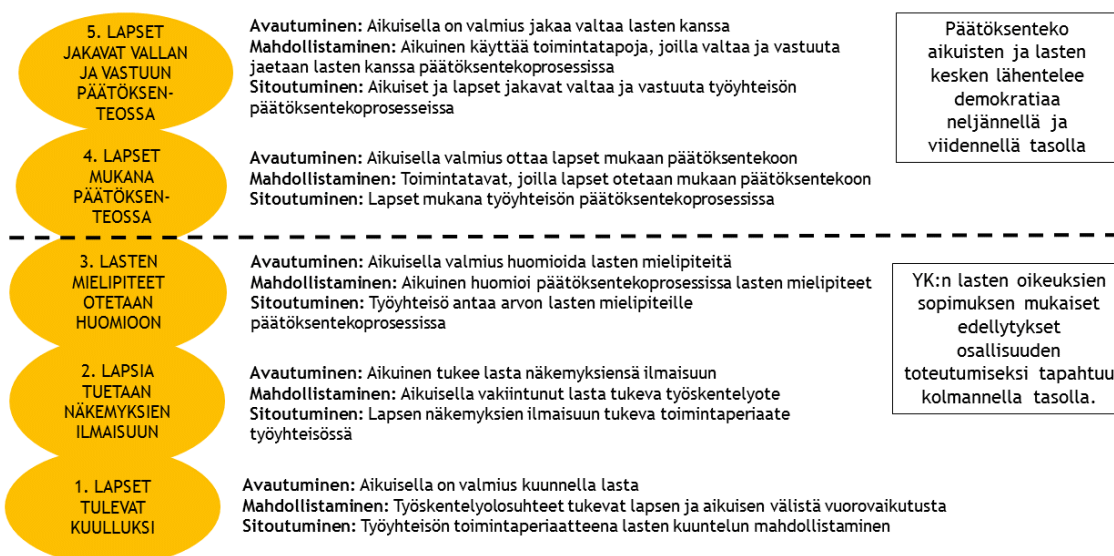 5. LAPSET
JAKAVAT VALLAN
JA VASTUUN
PÄÄTÖKSEN-
TEOSSA
Avautuminen: Aikuisella on valmius jakaa valtaa lasten kanssa
Mahdollistaminen: Aikuinen käyttää toimintatapoja, joilla valtaa ja vastuuta
jaetaan lasten kanssa päätöksentekoprosessissa
Sitoutuminen: Aikuiset ja lapset jakavat valtaa ja vastuuta työyhteisön
päätöksentekoprosesseissa
Päätöksenteko
aikuisten ja lasten
kesken lähentelee
demokratiaa
neljännellä ja
viidennellä tasolla
4. LAPSET
MUKANA
PÄÄTÖKSEN-
TEOSSA
Avautuminen: Aikuisella valmius ottaa lapset mukaan päätöksentekoon
Mahdollistaminen: Toimintatavat, joilla lapset otetaan mukaan päätöksentekoon
Sitoutuminen: Lapset mukana työyhteisön päätöksentekoprosessissa
3. LASTEN
MIELIPITEET
OTETAAN
HUOMIOON
Avautuminen: Aikuisella valmius huomioida lasten mielipiteitä
Mahdollistaminen: Aikuinen huomioi päätöksentekoprosessissa lasten mielipiteet
Sitoutuminen: Työyhteisö antaa arvon lasten mielipiteille
päätöksentekoprosessissa
YK:n lasten oikeuksien
sopimuksen mukaiset
edellytykset
osallisuuden
toteutumiseksi tapahtuu
kolmannella tasolla.
2. LAPSIA
TUETAAN
NÄKEMYKSIEN
ILMAISUUN
Avautuminen: Aikuinen tukee lasta näkemyksiensä ilmaisuun
Mahdollistaminen: Aikuisella vakiintunut lasta tukeva työskentelyote
Sitoutuminen: Lapsen näkemyksien ilmaisuun tukeva toimintaperiaate
työyhteisössä
1. LAPSET
TULEVAT
KUULLUKSI
Avautuminen: Aikuisella on valmius kuunnella lasta
Mahdollistaminen: Työskentelyolosuhteet tukevat lapsen ja aikuisen välistä vuorovaikutusta
Sitoutuminen: Työyhteisön toimintaperiaatteena lasten kuuntelun mahdollistaminen